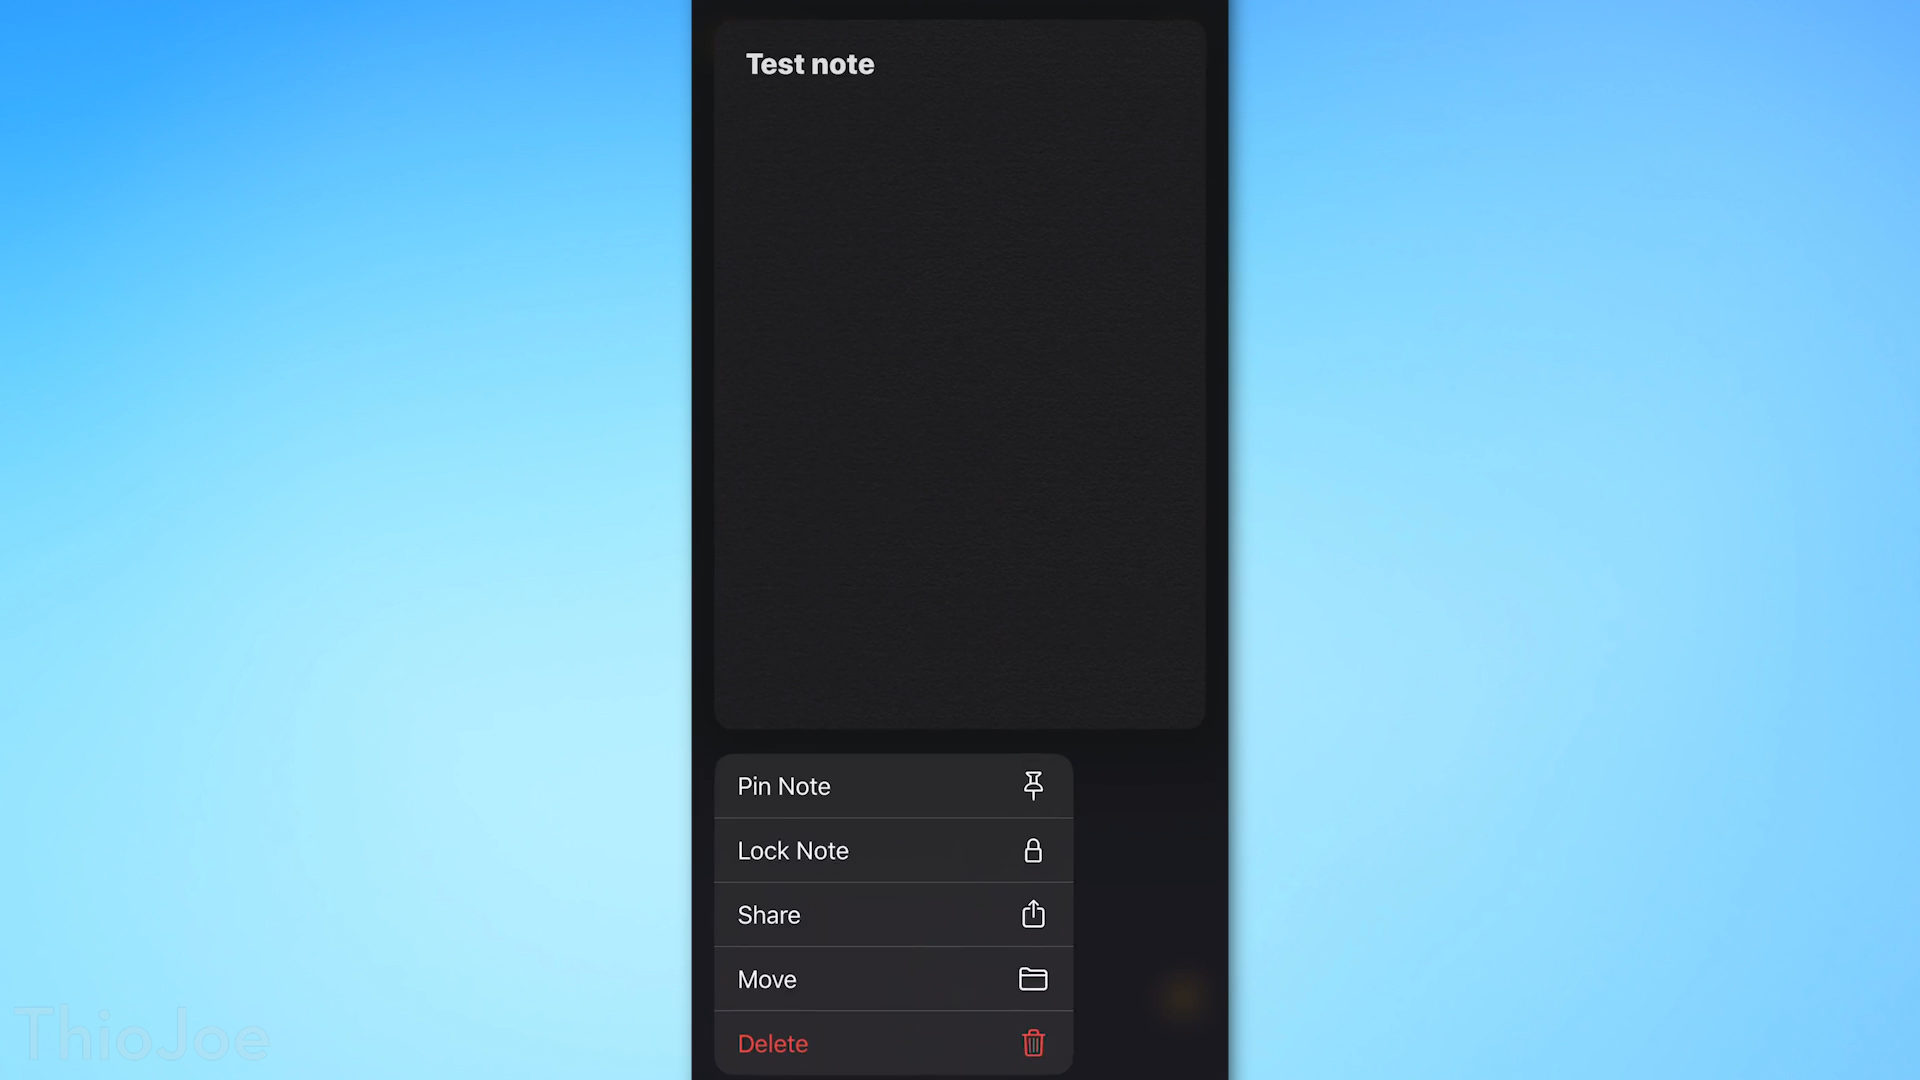 Test note
Pin Note
Lock Note
Share
Move
Delete
ThioJoe